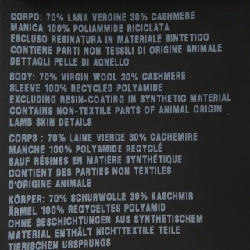 CORPO: 70% LANA VERGINE 30% CASHMERE
MANICA 100% POLIAMMIDE RICICLATA
ESCLUSO RESINATURA IN MATERIALE SINTETICO
CONTIENE PARTI NON TESSILI DI ORIGINE ANIMALE
DETTAGLI PELLE DI AGNELLO
BODY: 70% VIRGIN WOOL 30% CASHMERE
SLEEVE 100% RECYCLED POLYAMIDE
EXCLUDING RESIN-COATING IN SYNTHETIC MATERIAL
CONTAINS NON-TEXTILE PARTS OF ANIMAL ORIGIN
LAMB SKIN DETAILS
CORPS : 70% LAINE VIERGE 30% CACHEMIRE
MANCHE 100% POLYAMIDE RECYCLÉ
SAUF RÉSINES EN MATIÈRE SYNTHÉTIQUE
CONTIENT DES PARTIES NON TEXTILES
D'ORIGINE ANIMALE
KÖRPER: 70% SCHURWOLLE 30% KASCHMIR
ÄRMEL 100% RECYCELTES POLYAMID
OHNE BESCHICHTUNGEN AUS SYNTHETISCHEM
MATERIAL ENTHÄLT NICHTTEXTILE TEILE
TIERISCHEN URSPRUNGS